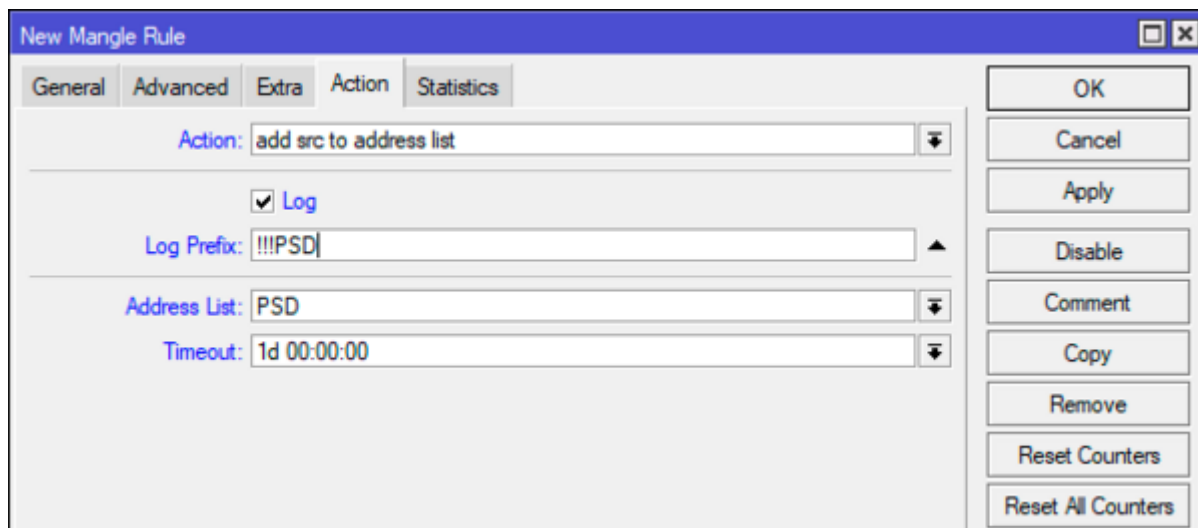 New Mangle Rule
General Advanced Extra Action Statistics
Action: add src to address list
Log
Log Prefix: !!!PSD
Address List: PSD
Timeout: 1d 00:00:00
OK
Cancel
Apply
Disable
Comment
Copy
Remove
Reset Counters
Reset All Counters